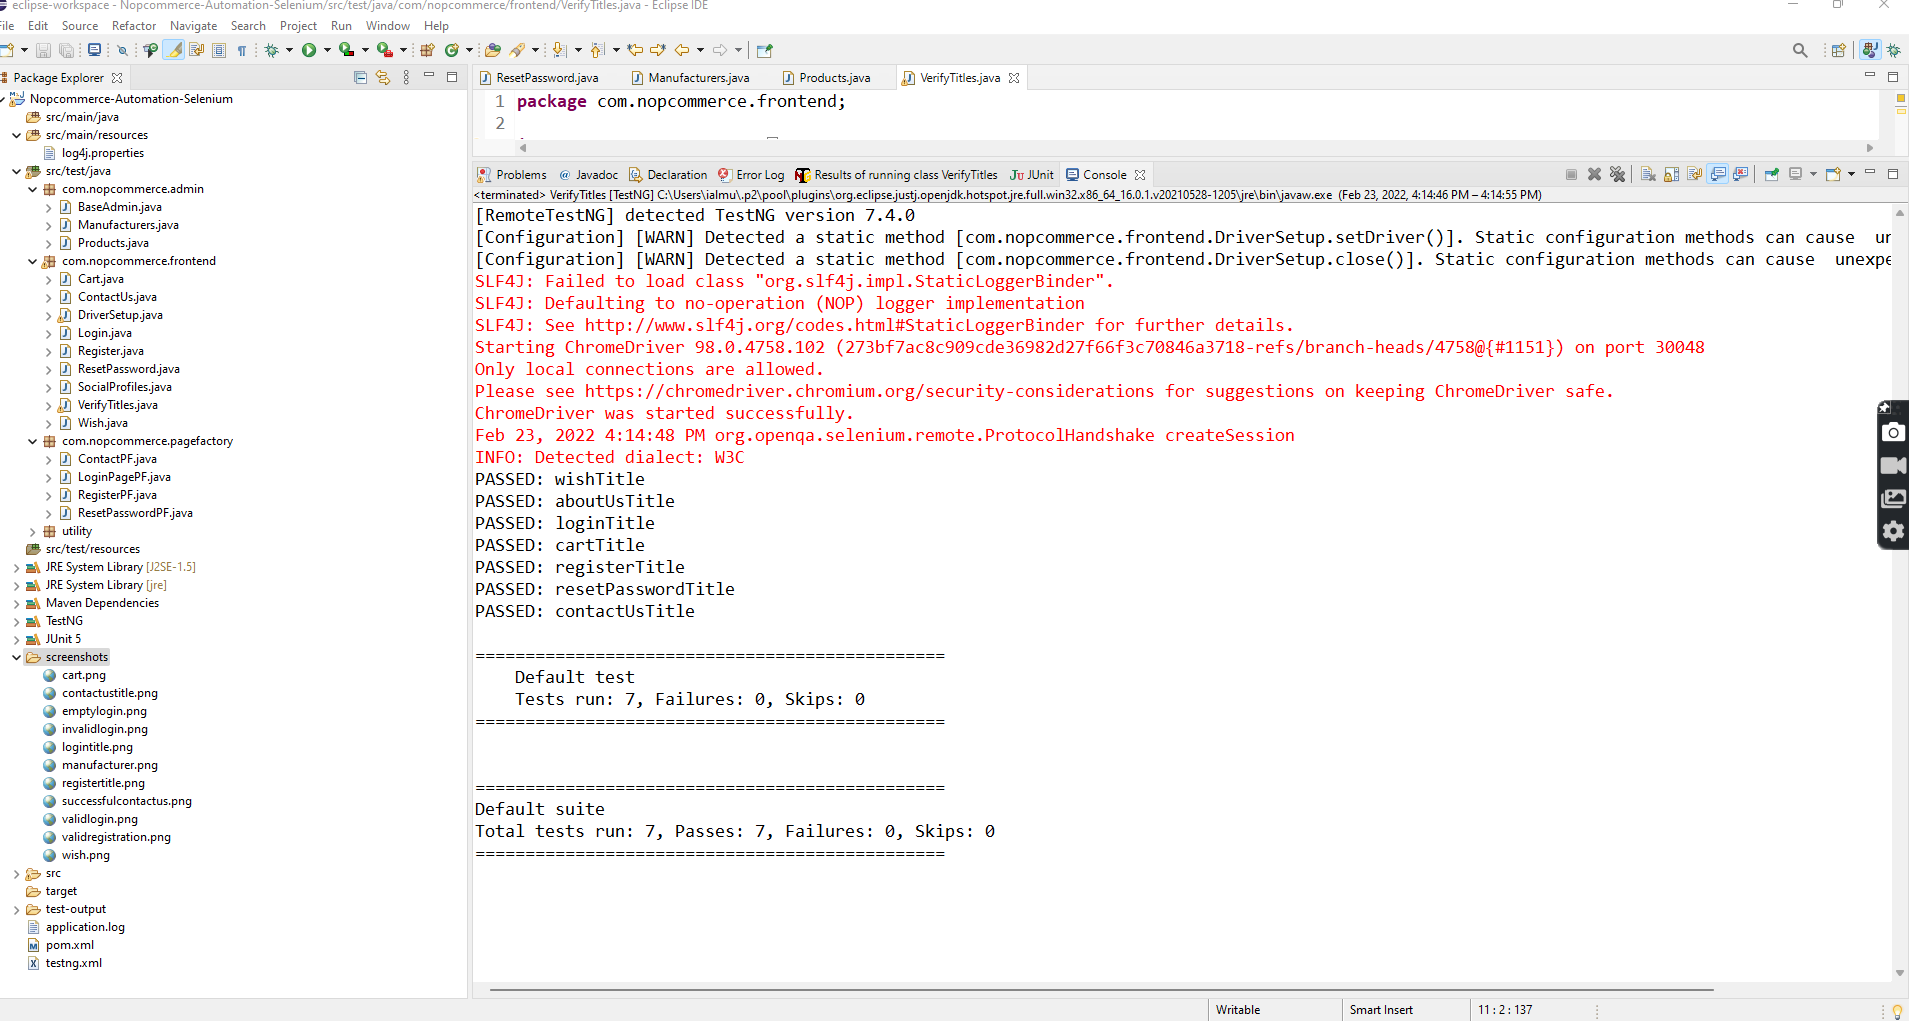 eclipse-workspace - Nopcommerce-Automation-Selenium/src/test/java/com/nopcommerce/frontend/VerifyTitles.java - Eclipse IDE
File Edit Source Refactor Navigate Search Project Run Window Help
Package Explorer
Nopcommerce-Automation-Selenium
src/main/java
src/main/resources
log4j.properties
src/test/java
com.nopcommerce.admin
BaseAdmin.java
Manufacturers.java
Products.java
com.nopcommerce.frontend
Cart.java
ContactUs.java
DriverSetup.java
Login.java
Register.java
ResetPassword.java
SocialProfiles.java
VerifyTitles.java
Wish.java
com.nopcommerce.pagefactory
ContactPF.java
LoginPagePF.java
RegisterPF.java
ResetPasswordPF.java
utility
src/test/resources
JRE System Library [J2SE-1.5]
JRE System Library [jre]
Maven Dependencies
TestNG
JUnit 5
screenshots
cart.png
contactustitle.png
emptylogin.png
invalidlogin.png
logintitle.png
manufacturer.png
registertitle.png
successfulcontactus.png
validlogin.png
validregistration.png
wish.png
src
target
test-output
application.log
pom.xml
testng.xml
ResetPassword.java Manufacturers.java Products.java VerifyTitles.java
1 package com.nopcommerce.frontend;
2
Problems Javadoc Declaration Error Log Results of running class VerifyTitles JUnit Console
<terminated> VerifyTitles [TestNG] C:\Users\ialmu\.p2\pool\plugins\org.eclipse.justj.openjdk.hotspot.jre.full.win32.x86_64_16.0.1.v20210528-1205\jre\bin\javaw.exe (Feb 23, 2022, 4:14:46 PM – 4:14:55 PM)
[RemoteTestNG] detected TestNG version 7.4.0
[Configuration] [WARN] Detected a static method [com.nopcommerce.frontend.DriverSetup.setDriver()]. Static configuration methods can cause un
[Configuration] [WARN] Detected a static method [com.nopcommerce.frontend.DriverSetup.close()]. Static configuration methods can cause unexpe
SLF4J: Failed to load class "org.slf4j.impl.StaticLoggerBinder".
SLF4J: Defaulting to no-operation (NOP) logger implementation
SLF4J: See http://www.slf4j.org/codes.html#StaticLoggerBinder for further details.
Starting ChromeDriver 98.0.4758.102 (273bf7ac8c909cde36982d27f66f3c70846a3718-refs/branch-heads/4758@{#1151}) on port 30048
Only local connections are allowed.
Please see https://chromedriver.chromium.org/security-considerations for suggestions on keeping ChromeDriver safe.
ChromeDriver was started successfully.
Feb 23, 2022 4:14:48 PM org.openqa.selenium.remote.ProtocolHandshake createSession
INFO: Detected dialect: W3C
PASSED: wishTitle
PASSED: aboutUsTitle
PASSED: loginTitle
PASSED: cartTitle
PASSED: registerTitle
PASSED: resetPasswordTitle
PASSED: contactUsTitle
===============================================
Default test
Tests run: 7, Failures: 0, Skips: 0
===============================================
===============================================
Default suite
Total tests run: 7, Passes: 7, Failures: 0, Skips: 0
===============================================
Writable Smart Insert 11 : 2 : 137